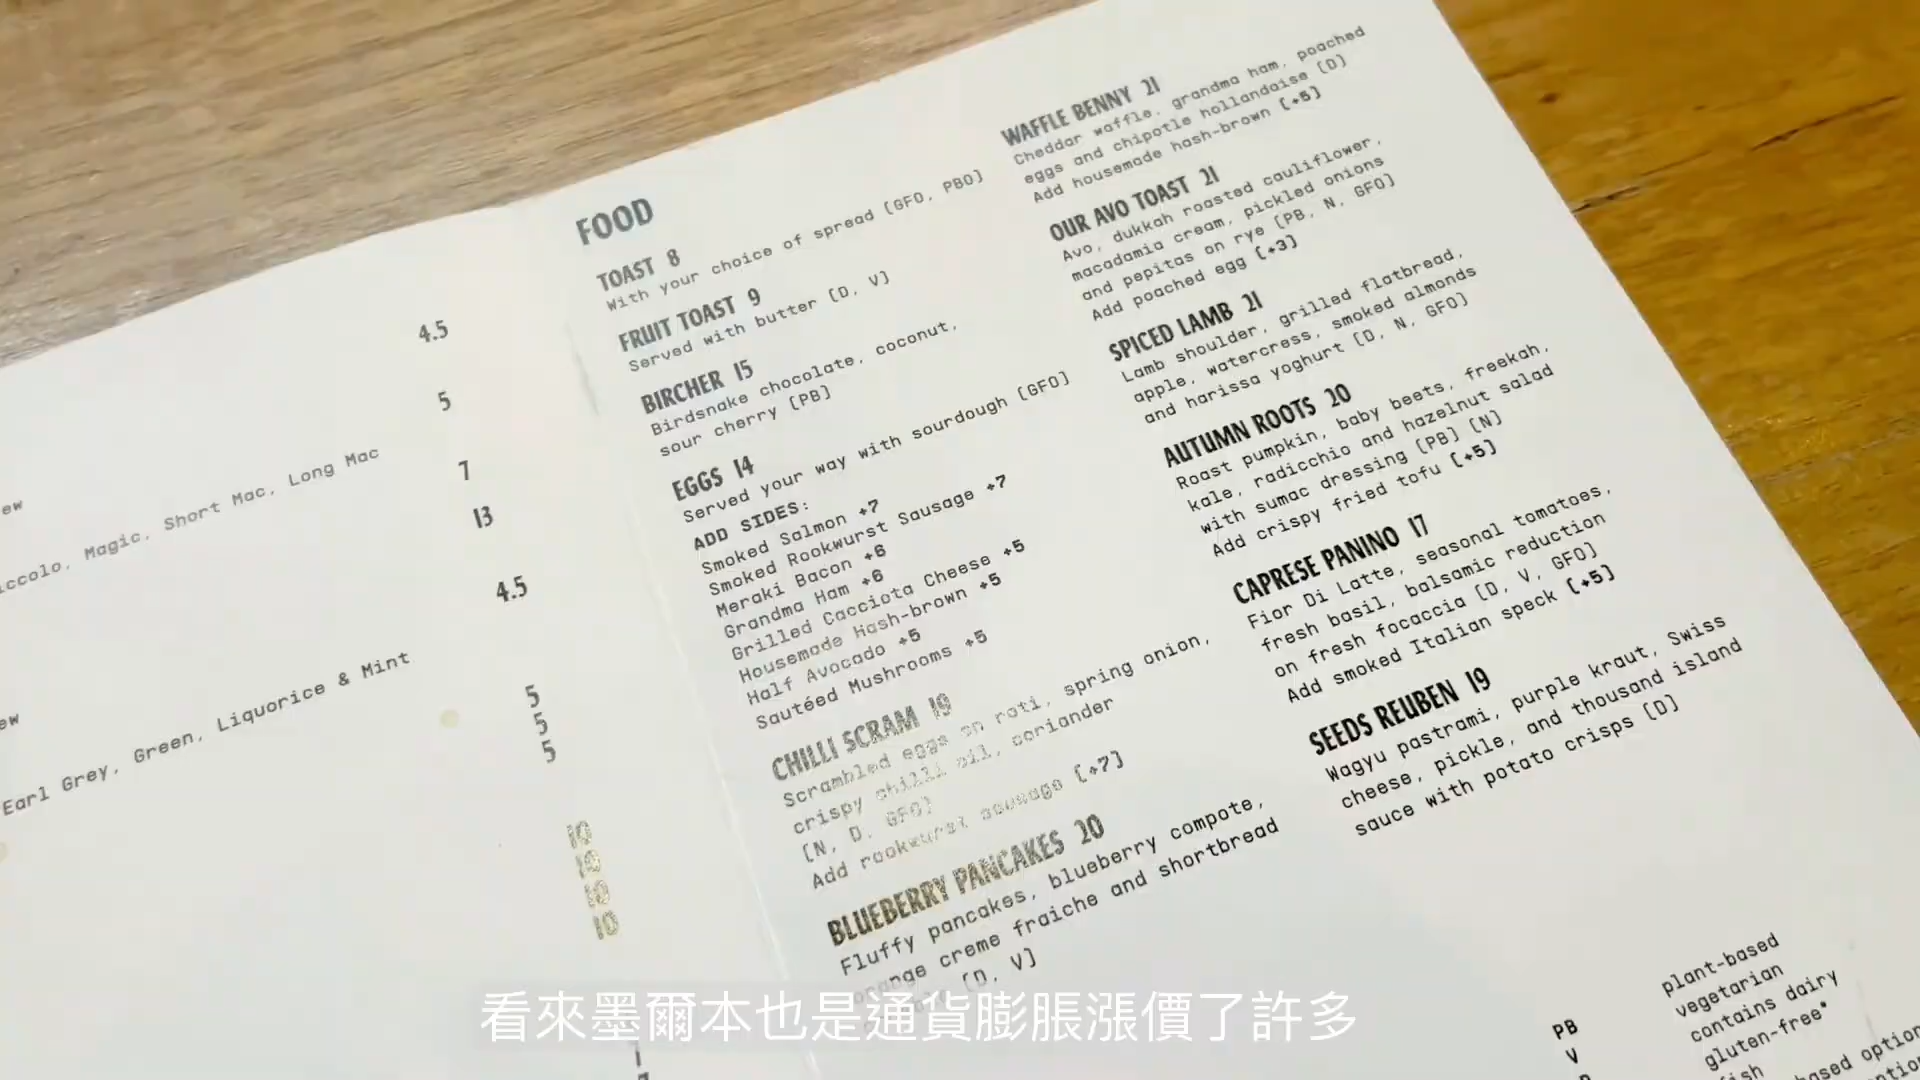 4.5
5
ew
iccolo, Magic, Short Mac, Long Mac
7
13
4.5
ew
Earl Grey, Green, Liquorice & Mint
5
5
5
10
10
10
10
FOOD
TOAST 8
With your choice of spread [GFO, PBO]
FRUIT TOAST 9
Served with butter [D, V]
BIRCHER 15
Birdsnake chocolate, coconut,
sour cherry [PB]
EGGS 14
Served your way with sourdough [GFO]
ADD SIDES:
Smoked Salmon +7
Smoked Rookwurst Sausage +7
Meraki Bacon +6
Grandma Ham +6
Grilled Cacciota Cheese +5
Housemade Hash-brown +5
Half Avocado +5
Sautéed Mushrooms +5
CHILLI SCRAM 19
Scrambled eggs on roti, spring onion,
crispy chilli oil, coriander
[N, D, GFO]
Add rookwurst sausage [+7]
BLUEBERRY PANCAKES 20
Fluffy pancakes, blueberry compote,
orange creme fraiche and shortbread
[D, V]
WAFFLE BENNY 21
Cheddar waffle, grandma ham, poached
eggs and chipotle hollandaise [D]
Add housemade hash-brown [+5]
OUR AVO TOAST 21
Avo, dukkah roasted cauliflower,
macadamia cream, pickled onions
and pepitas on rye [PB, N, GFO]
Add poached egg [+3]
SPICED LAMB 21
Lamb shoulder, grilled flatbread,
apple, watercress, smoked almonds
and harissa yoghurt [D, N, GFO]
AUTUMN ROOTS 20
Roast pumpkin, baby beets, freekah,
kale, radicchio and hazelnut salad
with sumac dressing [PB] [N]
Add crispy fried tofu [+5]
CAPRESE PANINO 17
Fior Di Latte, seasonal tomatoes,
fresh basil, balsamic reduction
on fresh focaccia [D, V, GFO]
Add smoked Italian speck [+5]
SEEDS REUBEN 19
Wagyu pastrami, purple kraut, Swiss
cheese, pickle, and thousand island
sauce with potato crisps [D]
PB plant-based
V vegetarian
contains dairy
gluten-free*
based option
看來墨爾本也是通貨膨脹漲價了許多